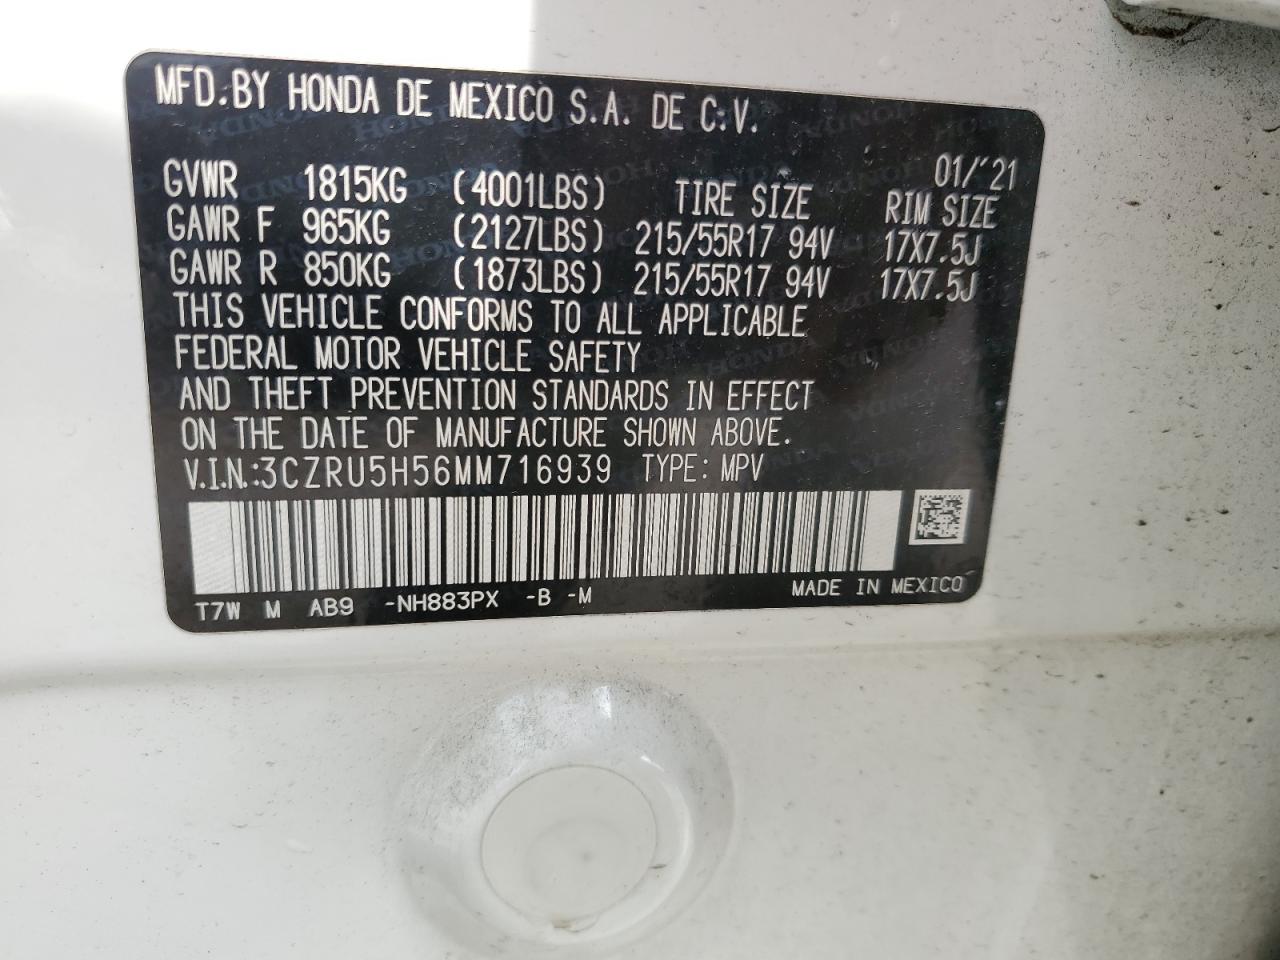 MFD. BY HONDA DE MEXICO S.A. DE C.V.
01/'21
GVWR 1815KG (4001LBS) TIRE SIZE RIM SIZE
GAWR F 965KG (2127LBS) 215/55R17 94V 17X7.5J
GAWR R 850KG (1873LBS) 215/55R17 94V 17X7.5J
THIS VEHICLE CONFORMS TO ALL APPLICABLE
FEDERAL MOTOR VEHICLE SAFETY
AND THEFT PREVENTION STANDARDS IN EFFECT
ON THE DATE OF MANUFACTURE SHOWN ABOVE.
V.I.N.:3CZRU5H56MM716939 TYPE: MPV
T7W M AB9 -NH883PX -B -M MADE IN MEXICO